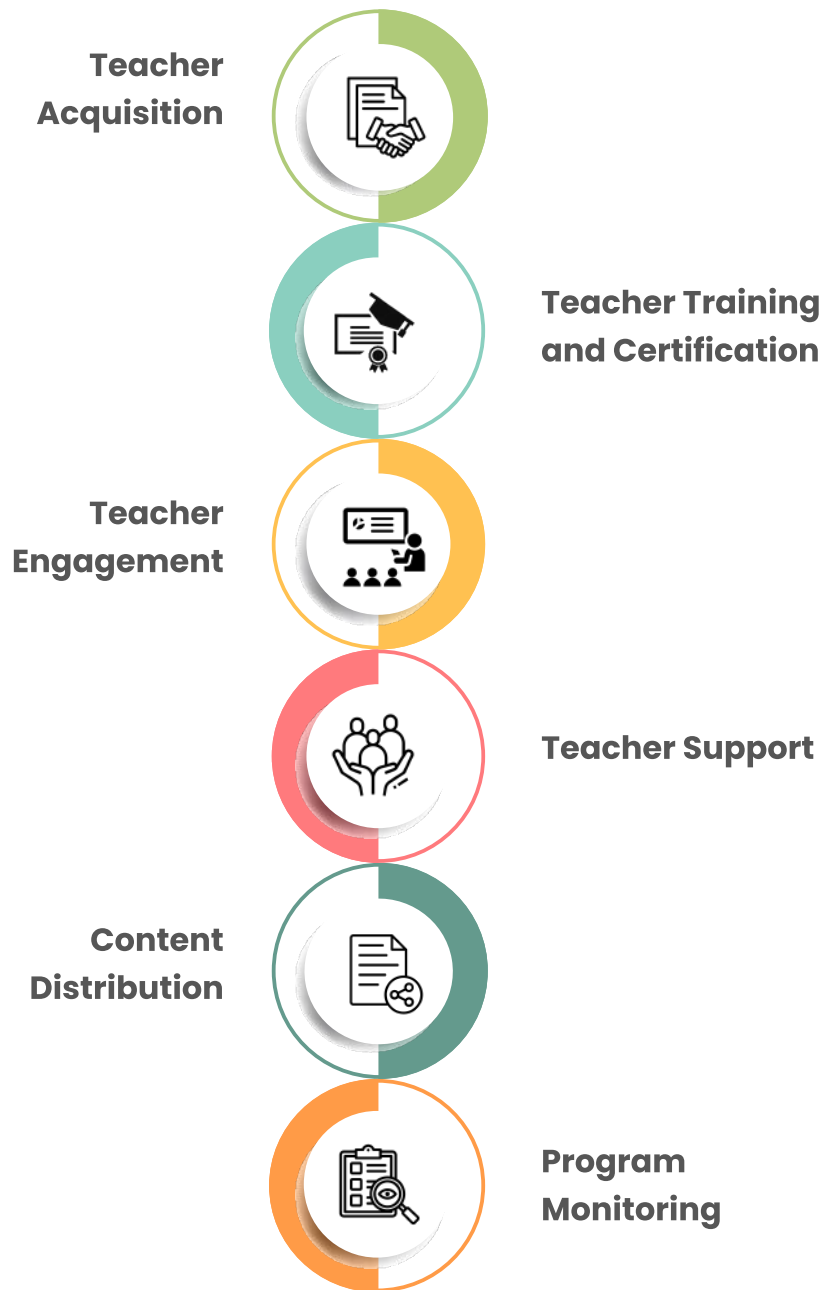 Teacher
Acquisition
Teacher Training
and Certification
Teacher
Engagement
Teacher Support
Content
Distribution
Program
Monitoring